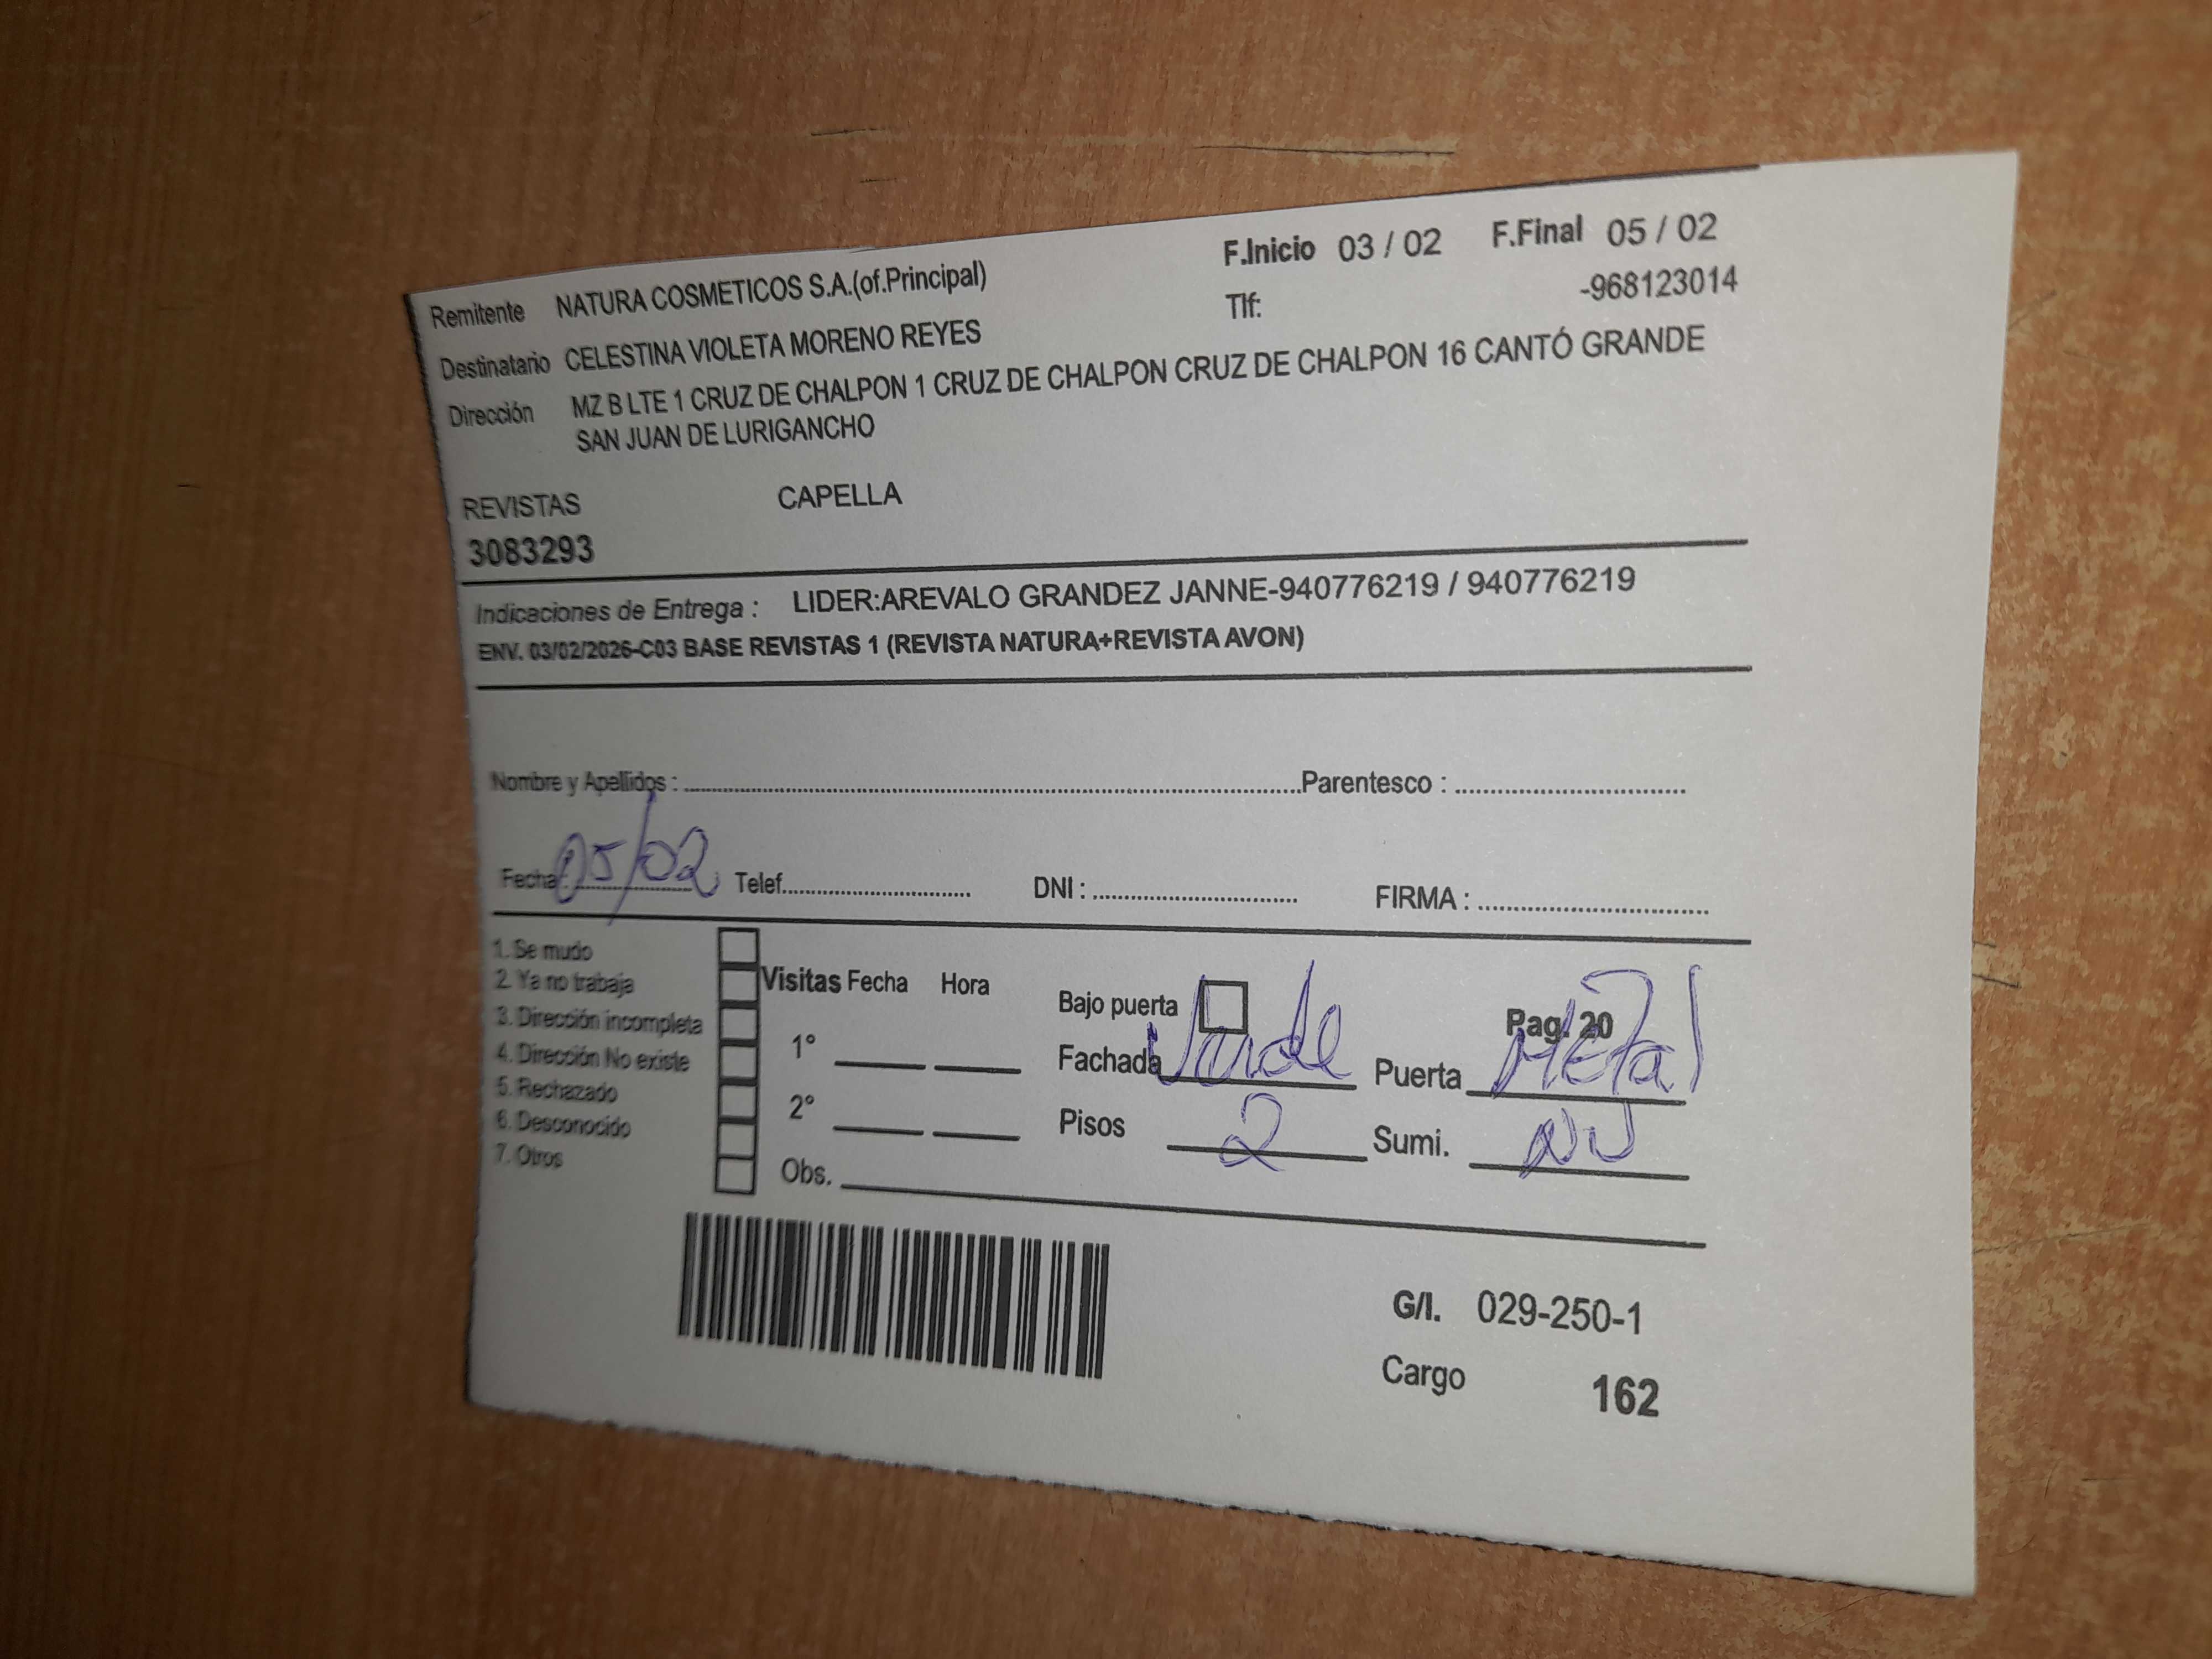 Remitente NATURA COSMETICOS S.A.(of.Principal) F.Inicio 03 / 02 F.Final 05 / 02
Destinatario CELESTINA VIOLETA MORENO REYES Tlf: -968123014
Dirección MZ B LTE 1 CRUZ DE CHALPON 1 CRUZ DE CHALPON CRUZ DE CHALPON 16 CANTÓ GRANDE
SAN JUAN DE LURIGANCHO
REVISTAS CAPELLA
3083293
Indicaciones de Entrega : LIDER:AREVALO GRANDEZ JANNE-940776219 / 940776219
ENV. 03/02/2026-C03 BASE REVISTAS 1 (REVISTA NATURA+REVISTA AVON)
Nombre y Apellidos : Parentesco :
Fecha: 05/02 Telef. DNI : FIRMA :
1. Se mudo
2. Ya no trabaja
3. Dirección incompleta
4. Dirección No existe
5. Rechazado
6. Desconocido
7. Otros
Visitas Fecha Hora
1°
2°
Obs.
Bajo puerta Pag. 20
Fachada Verde Puerta Metal
Pisos 2 Sumi.
G/I. 029-250-1
Cargo 162